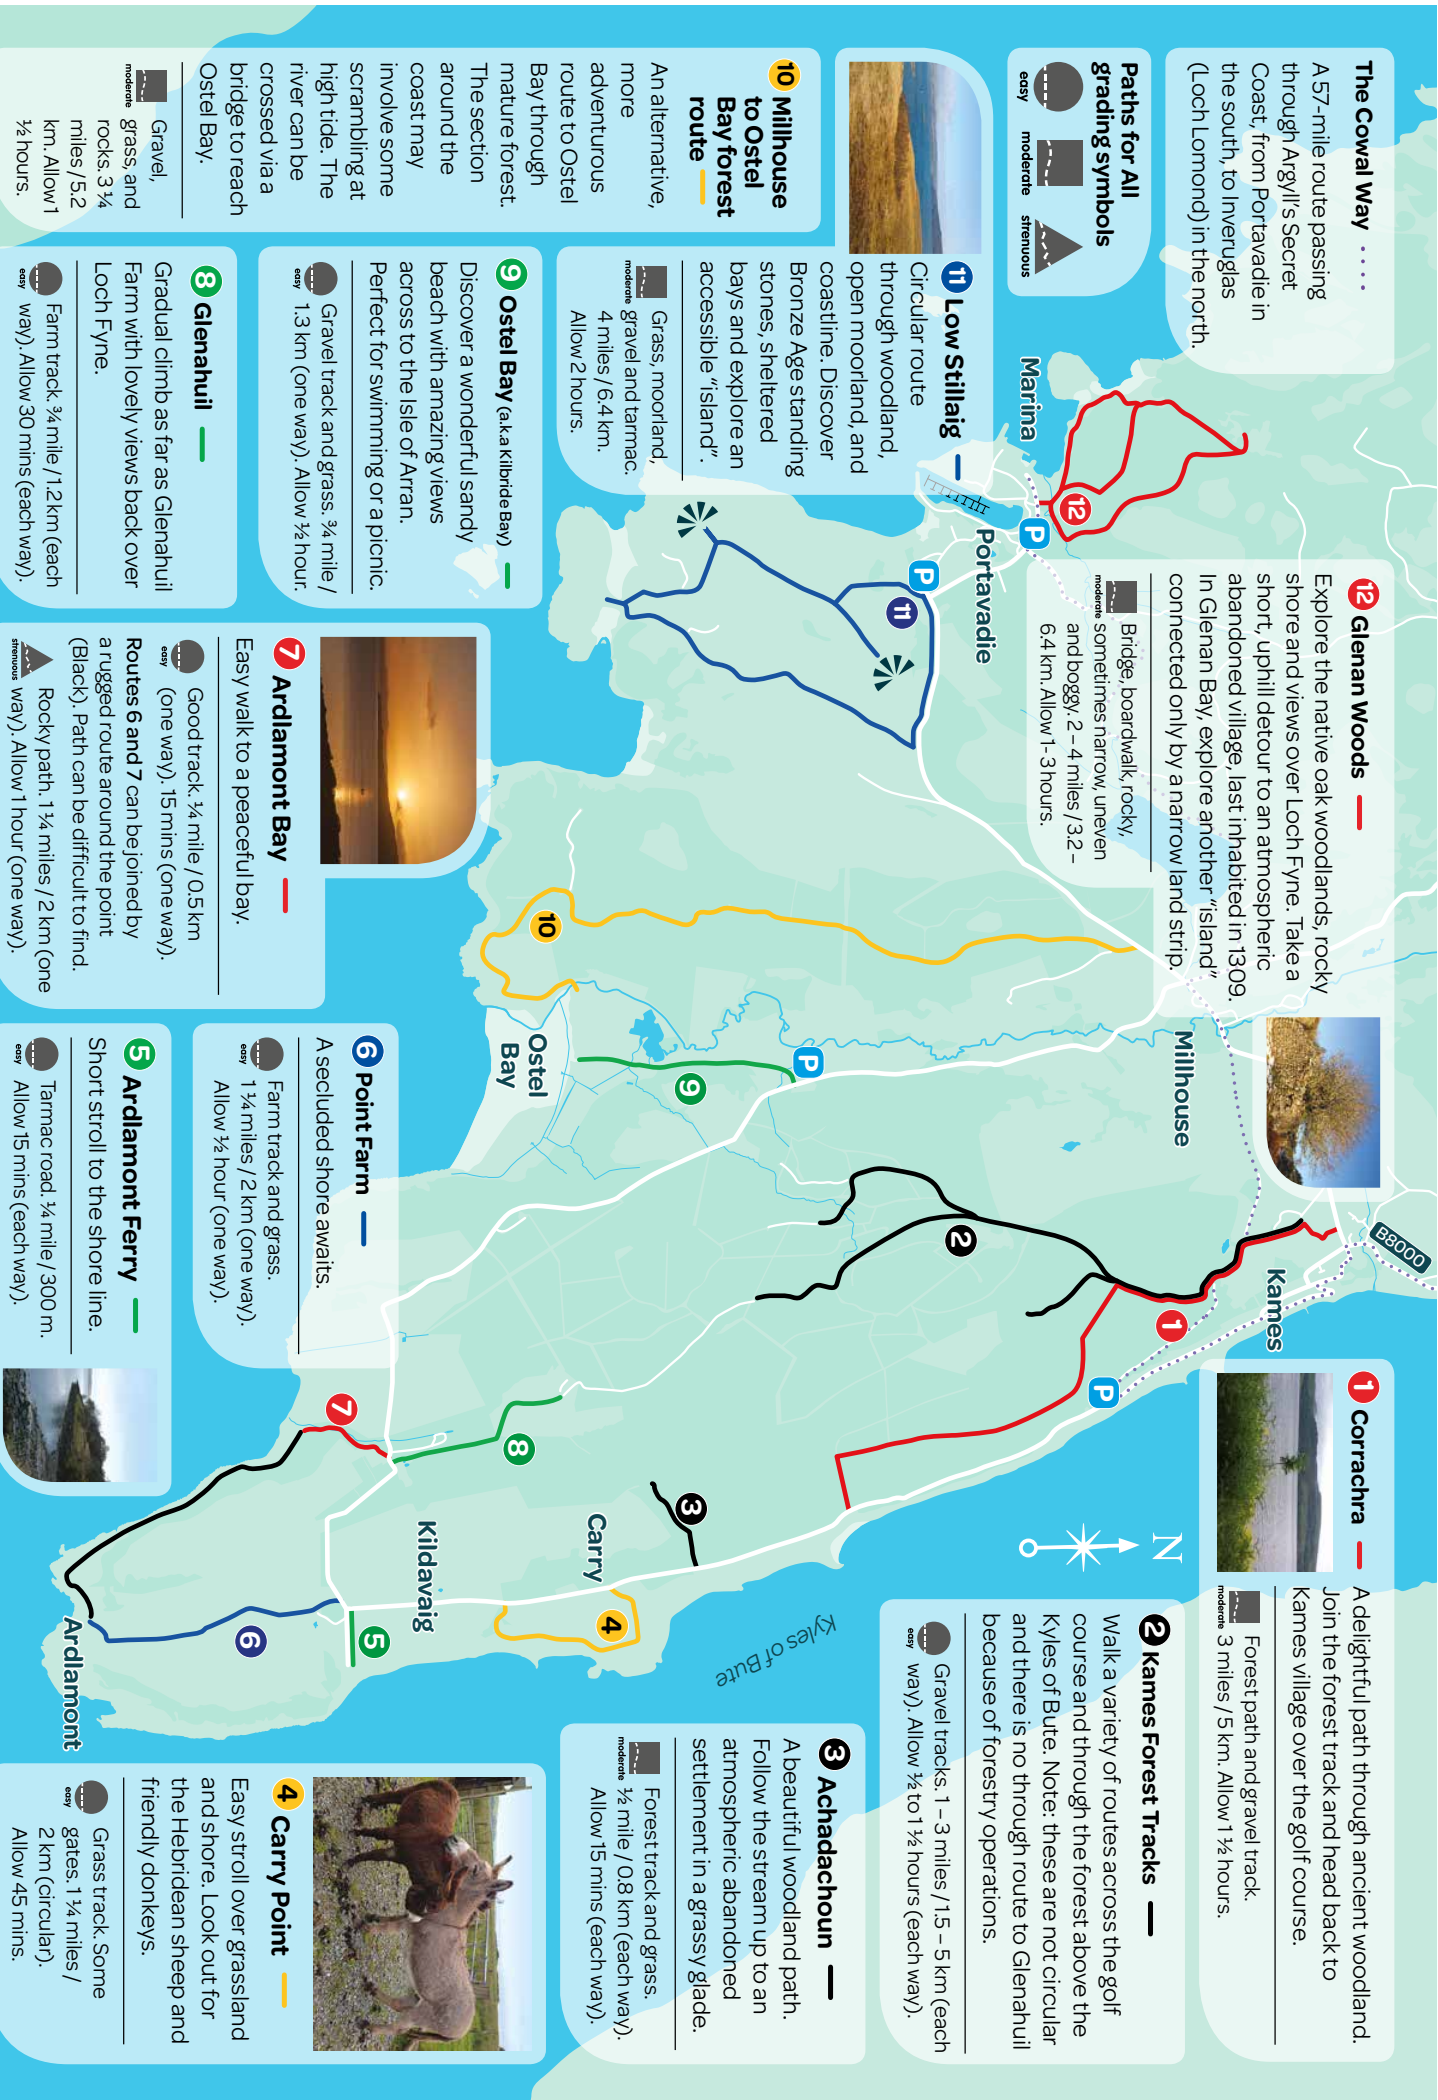 The Cowal Way
A 57-mile route passing
through Argyll's Secret
Coast, from Portavadie in
the south, to Inveruglas
(Loch Lomond) in the north.
Paths for All
grading symbols
easy
moderate
strenuous
12 Glenan Woods
Explore the native oak woodlands, rocky
shore and views over Loch Fyne. Take a
short, uphill detour to an atmospheric
abandoned village, last inhabited in 1309.
In Glenan Bay, explore another "island"
connected only by a narrow land strip.
moderate
Bridge, boardwalk, rocky,
sometimes narrow, uneven
and boggy. 2 – 4 miles / 3.2 –
6.4 km. Allow 1- 3 hours.
1 Corrachra
A delightful path through ancient woodland.
Join the forest track and head back to
Kames village over the golf course.
moderate
Forest path and gravel track.
3 miles / 5 km. Allow 1 ½ hours.
2 Kames Forest Tracks
Walk a variety of routes across the golf
course and through the forest above the
Kyles of Bute. Note: these are not circular
and there is no through route to Glenahuil
because of forestry operations.
easy
Gravel tracks. 1 – 3 miles / 1.5 – 5 km (each
way). Allow ½ to 1 ½ hours (each way).
3 Achadachoun
A beautiful woodland path.
Follow the stream up to an
atmospheric abandoned
settlement in a grassy glade.
moderate
Forest track and grass.
½ mile / 0.8 km (each way).
Allow 15 mins (each way).
4 Carry Point
Easy stroll over grassland
and shore. Look out for
the Hebridean sheep and
friendly donkeys.
easy
Grass track. Some
gates. 1 ¼ miles /
2 km (circular).
Allow 45 mins.
5 Ardlamont Ferry
Short stroll to the shore line.
easy
Tarmac road. ¼ mile / 300 m.
Allow 15 mins (each way).
6 Point Farm
A secluded shore awaits.
easy
Farm track and grass.
1 ¼ miles / 2 km (one way).
Allow ½ hour (one way).
7 Ardlamont Bay
Easy walk to a peaceful bay.
easy
Good track. ¼ mile / 0.5 km
(one way). 15 mins (one way).
Routes 6 and 7 can be joined by
a rugged route around the point
(Black). Path can be difficult to find.
strenuous
Rocky path. 1 ¼ miles / 2 km (one
way). Allow 1 hour (one way).
8 Glenahuil
Gradual climb as far as Glenahuil
Farm with lovely views back over
Loch Fyne.
easy
Farm track. ¾ mile / 1.2 km (each
way). Allow 30 mins (each way).
9 Ostel Bay (a.k.a Kilbride Bay)
Discover a wonderful sandy
beach with amazing views
across to the Isle of Arran.
Perfect for swimming or a picnic.
easy
Gravel track and grass. ¾ mile /
1.3 km (one way). Allow ½ hour.
10 Millhouse
to Ostel
Bay forest
route
An alternative,
more
adventurous
route to Ostel
Bay through
mature forest.
The section
around the
coast may
involve some
scrambling at
high tide. The
river can be
crossed via a
bridge to reach
Ostel Bay.
moderate
Gravel,
grass, and
rocks. 3 ¼
miles / 5.2
km. Allow 1
½ hours.
11 Low Stillaig
Circular route
through woodland,
open moorland, and
coastline. Discover
Bronze Age standing
stones, sheltered
bays and explore an
accessible "island".
moderate
Grass, moorland,
gravel and tarmac.
4 miles / 6.4 km.
Allow 2 hours.
Marina
12
P
Portavadie
P
11
Millhouse
B8000
Kames
1
P
2
N
P
9
10
Ostel
Bay
3
Carry
4
Kyles of Bute
8
7
Kildavaig
5
6
Ardlamont